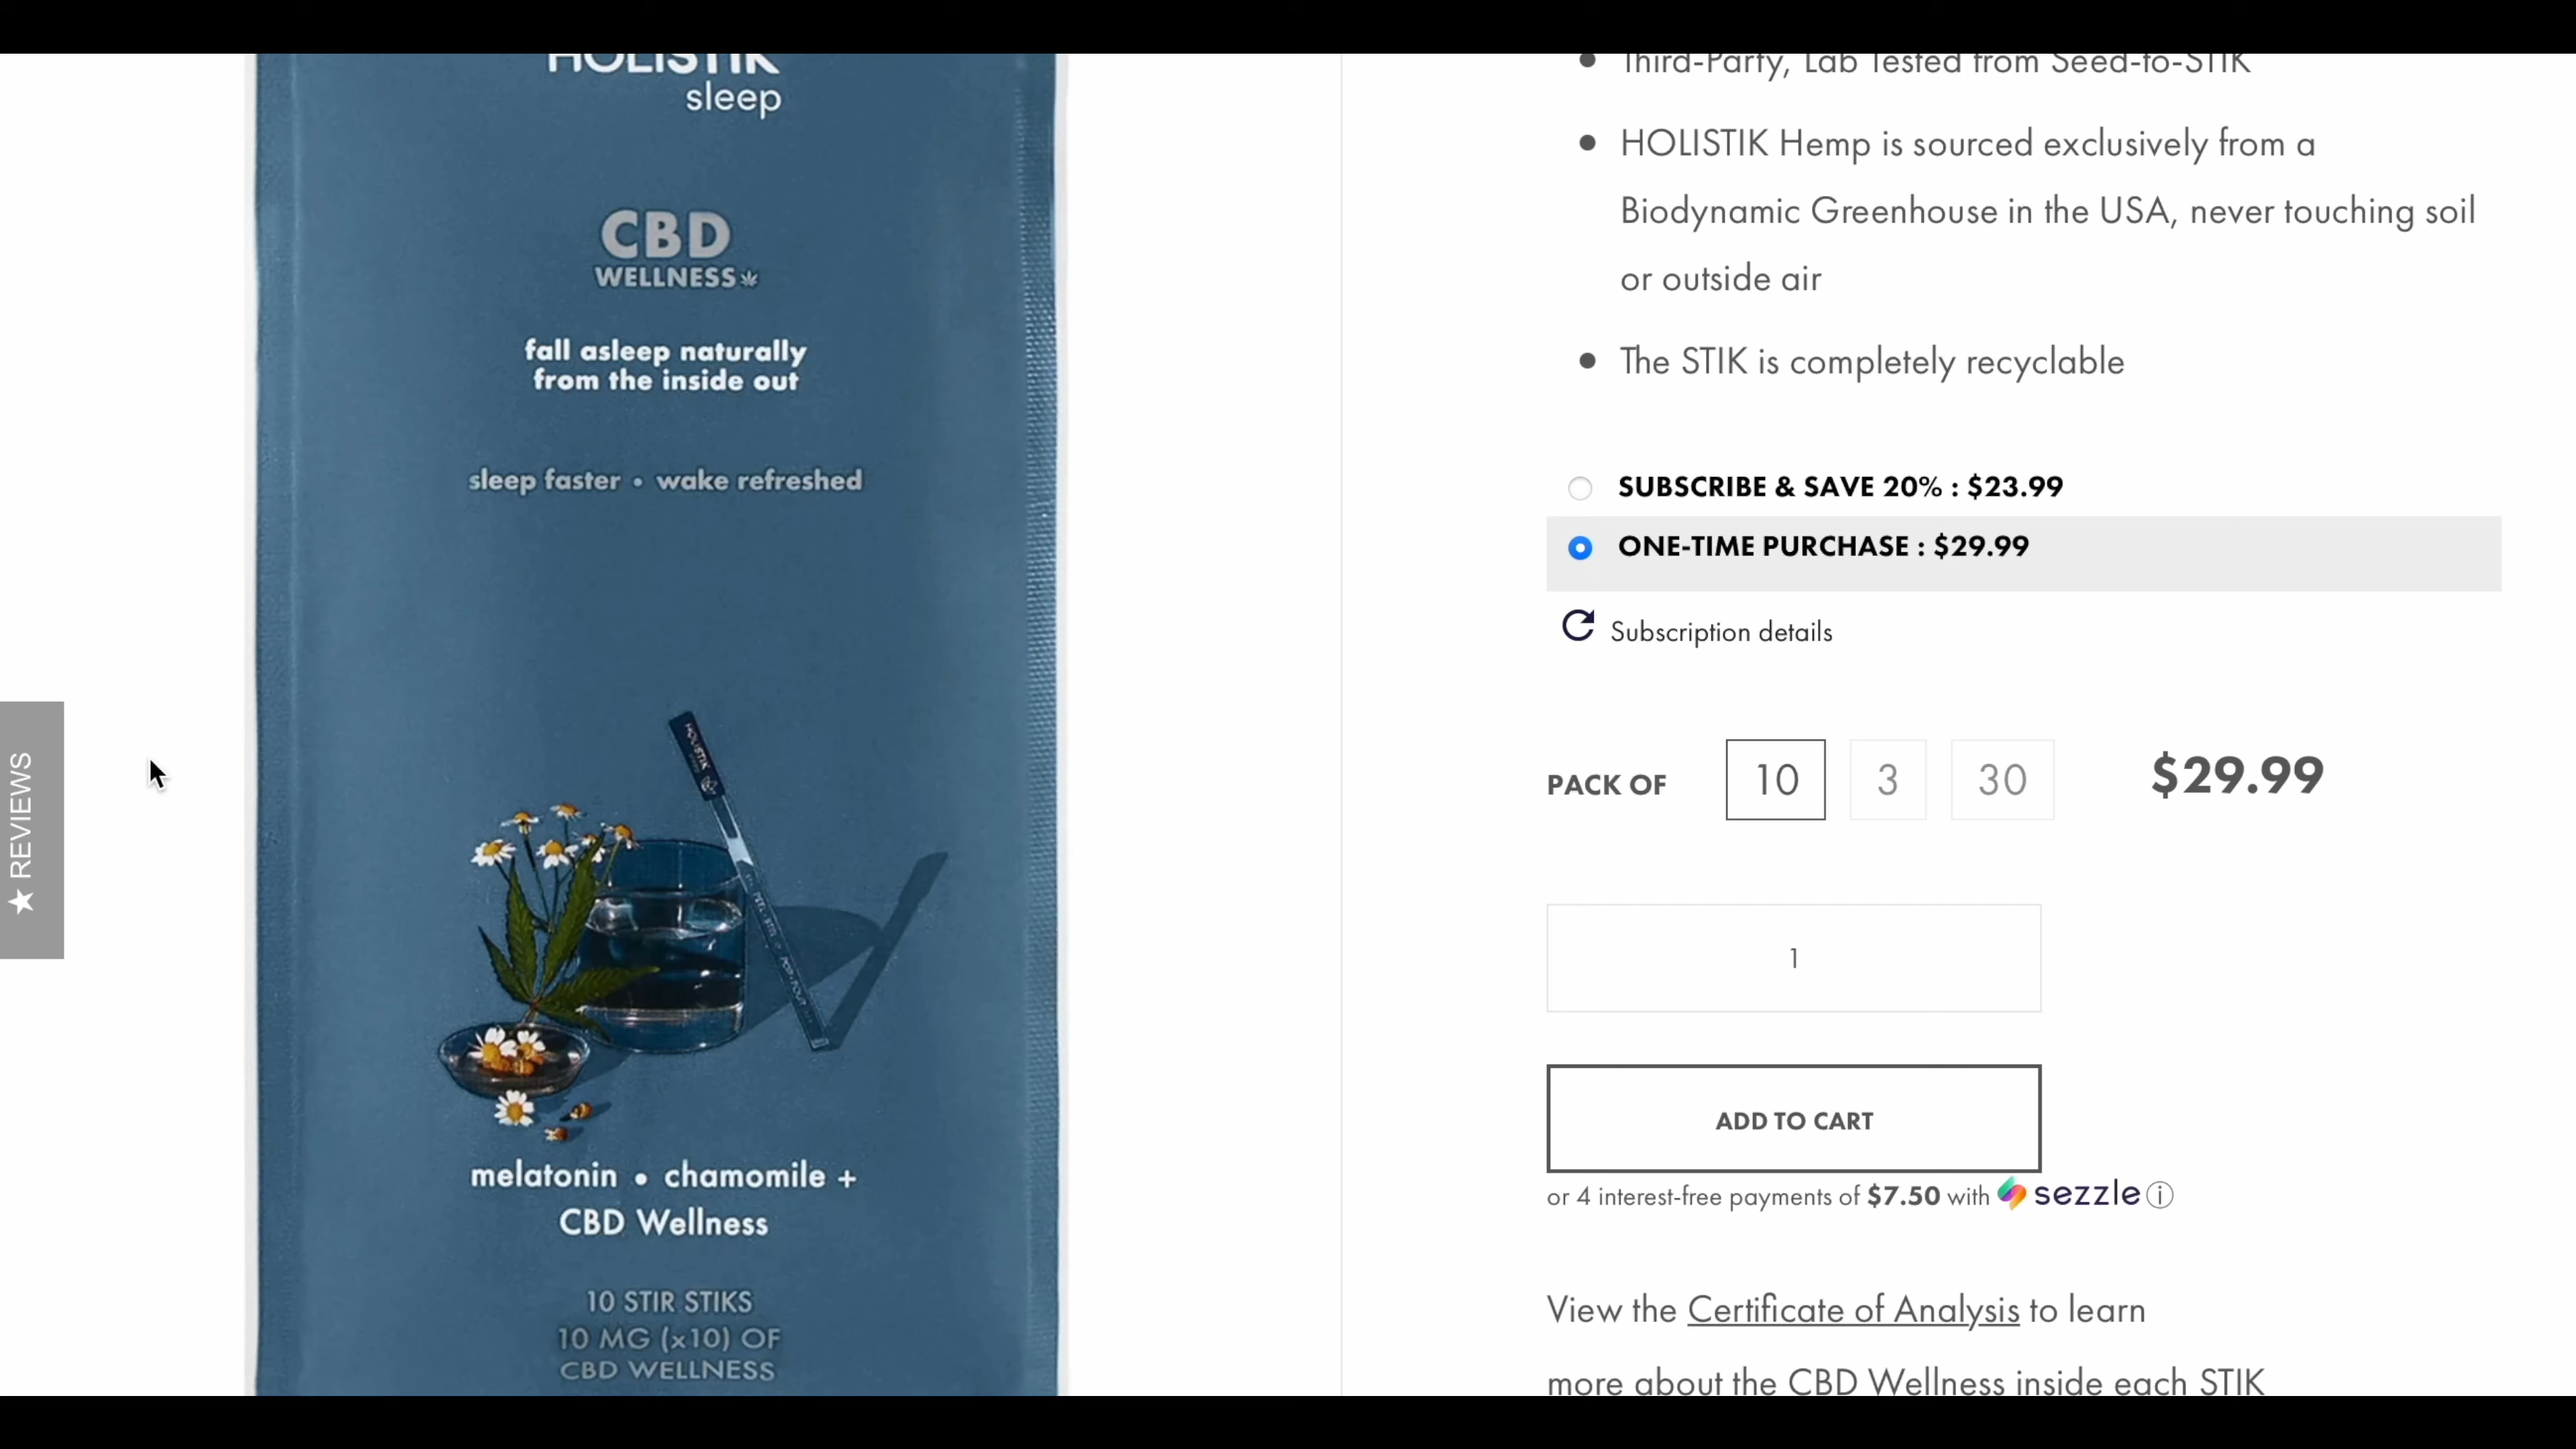 HOLISTIK
sleep
CBD
WELLNESS
fall asleep naturally
from the inside out
sleep faster • wake refreshed
HOLISTIK
melatonin • chamomile +
CBD Wellness
10 STIR STIKS
10 MG (x10) OF
CBD WELLNESS
★ REVIEWS
• Third-Party, Lab Tested from Seed-to-STIK
• HOLISTIK Hemp is sourced exclusively from a
Biodynamic Greenhouse in the USA, never touching soil
or outside air
• The STIK is completely recyclable
SUBSCRIBE & SAVE 20% : $23.99
ONE-TIME PURCHASE : $29.99
Subscription details
PACK OF 10 3 30 $29.99
1
ADD TO CART
or 4 interest-free payments of $7.50 with sezzle ⓘ
View the Certificate of Analysis to learn
more about the CBD Wellness inside each STIK